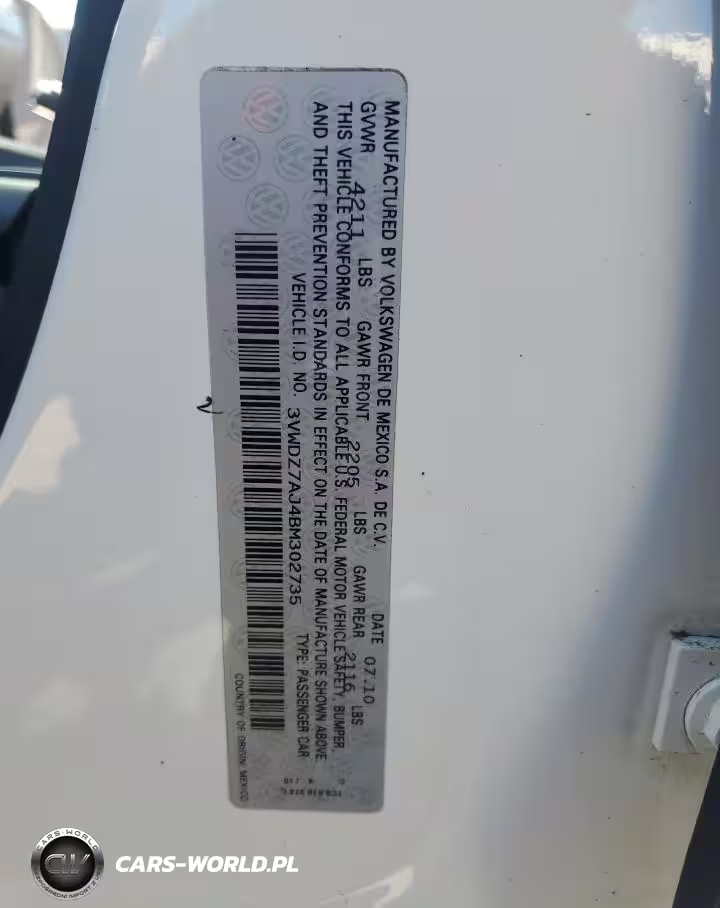 MANUFACTURED BY VOLKSWAGEN DE MEXICO S.A. DE C.V. DATE 07.10
GVWR 4211 LBS GAWR FRONT 2205 LBS GAWR REAR 2116 LBS
THIS VEHICLE CONFORMS TO ALL APPLICABLE U.S. FEDERAL MOTOR VEHICLE SAFETY, BUMPER,
AND THEFT PREVENTION STANDARDS IN EFFECT ON THE DATE OF MANUFACTURE SHOWN ABOVE.
VEHICLE I.D. NO. 3VWDZ7AJ4BM302735 TYPE: PASSENGER CAR
COUNTRY OF ORIGIN: MEXICO
CARS-WORLD
CW
CARS-WORLD.PL